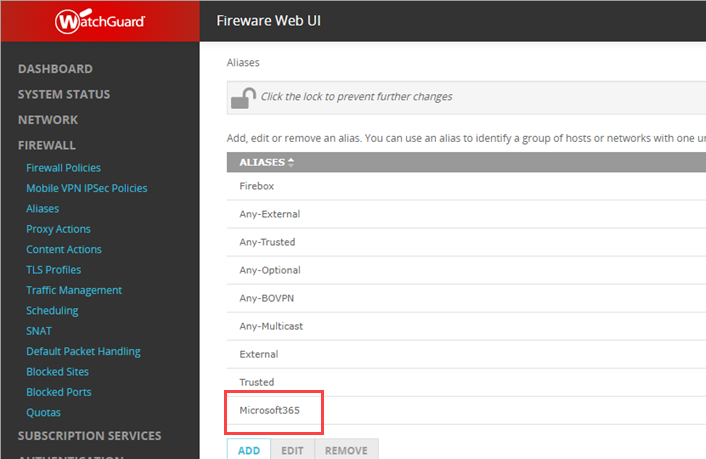 WatchGuard
Fireware Web UI
DASHBOARD
SYSTEM STATUS
NETWORK
FIREWALL
Firewall Policies
Mobile VPN IPSec Policies
Aliases
Proxy Actions
Content Actions
TLS Profiles
Traffic Management
Scheduling
SNAT
Default Packet Handling
Blocked Sites
Blocked Ports
Quotas
SUBSCRIPTION SERVICES
AUTHENTICATION
Aliases
Click the lock to prevent further changes
Add, edit or remove an alias. You can use an alias to identify a group of hosts or networks with one
ALIASES
Firebox
Any-External
Any-Trusted
Any-Optional
Any-BOVPN
Any-Multicast
External
Trusted
Microsoft365
ADD EDIT REMOVE